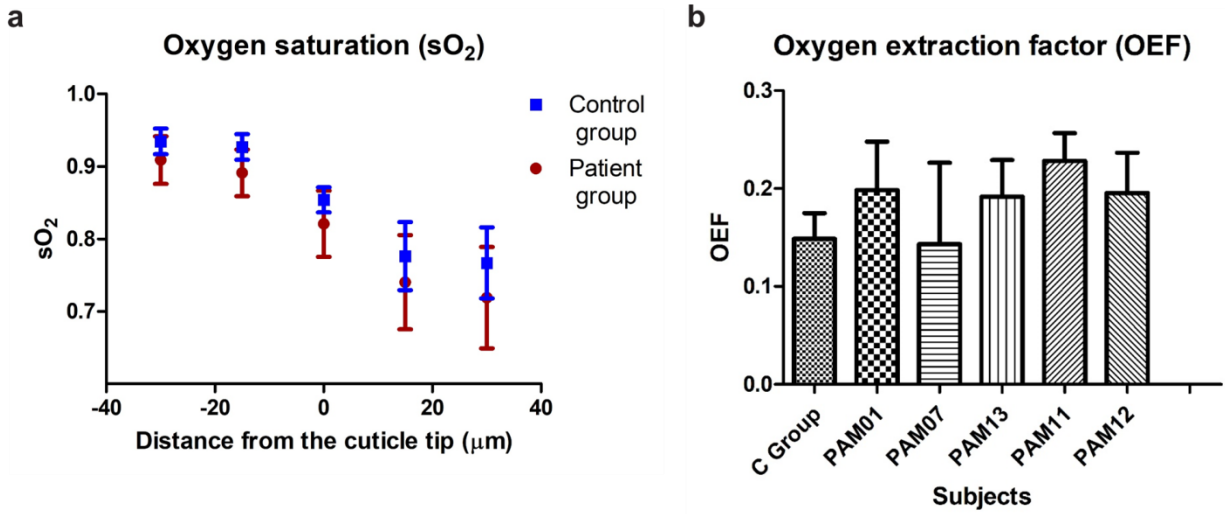 a
Oxygen saturation (sO₂)
1.0
0.9
0.8
0.7
sO₂
-40
-20
0
20
40
Distance from the cuticle tip (μm)
Control
group
Patient
group
b
Oxygen extraction factor (OEF)
0.3
0.2
0.1
0.0
OEF
C Group
PAM01
PAM07
PAM13
PAM11
PAM12
Subjects